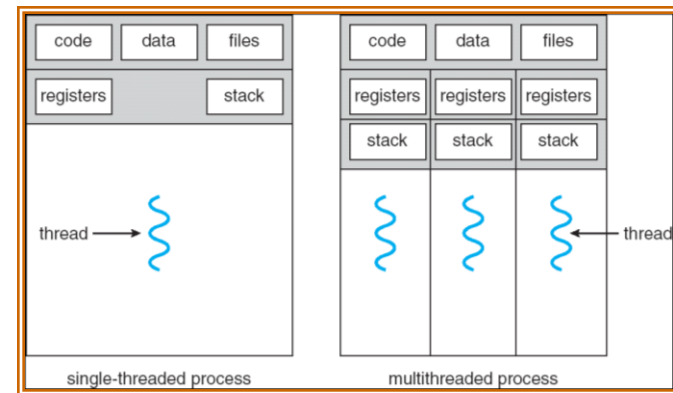 code data files
registers stack
thread
single-threaded process
code data files
registers registers registers
stack stack stack
thread
multithreaded process